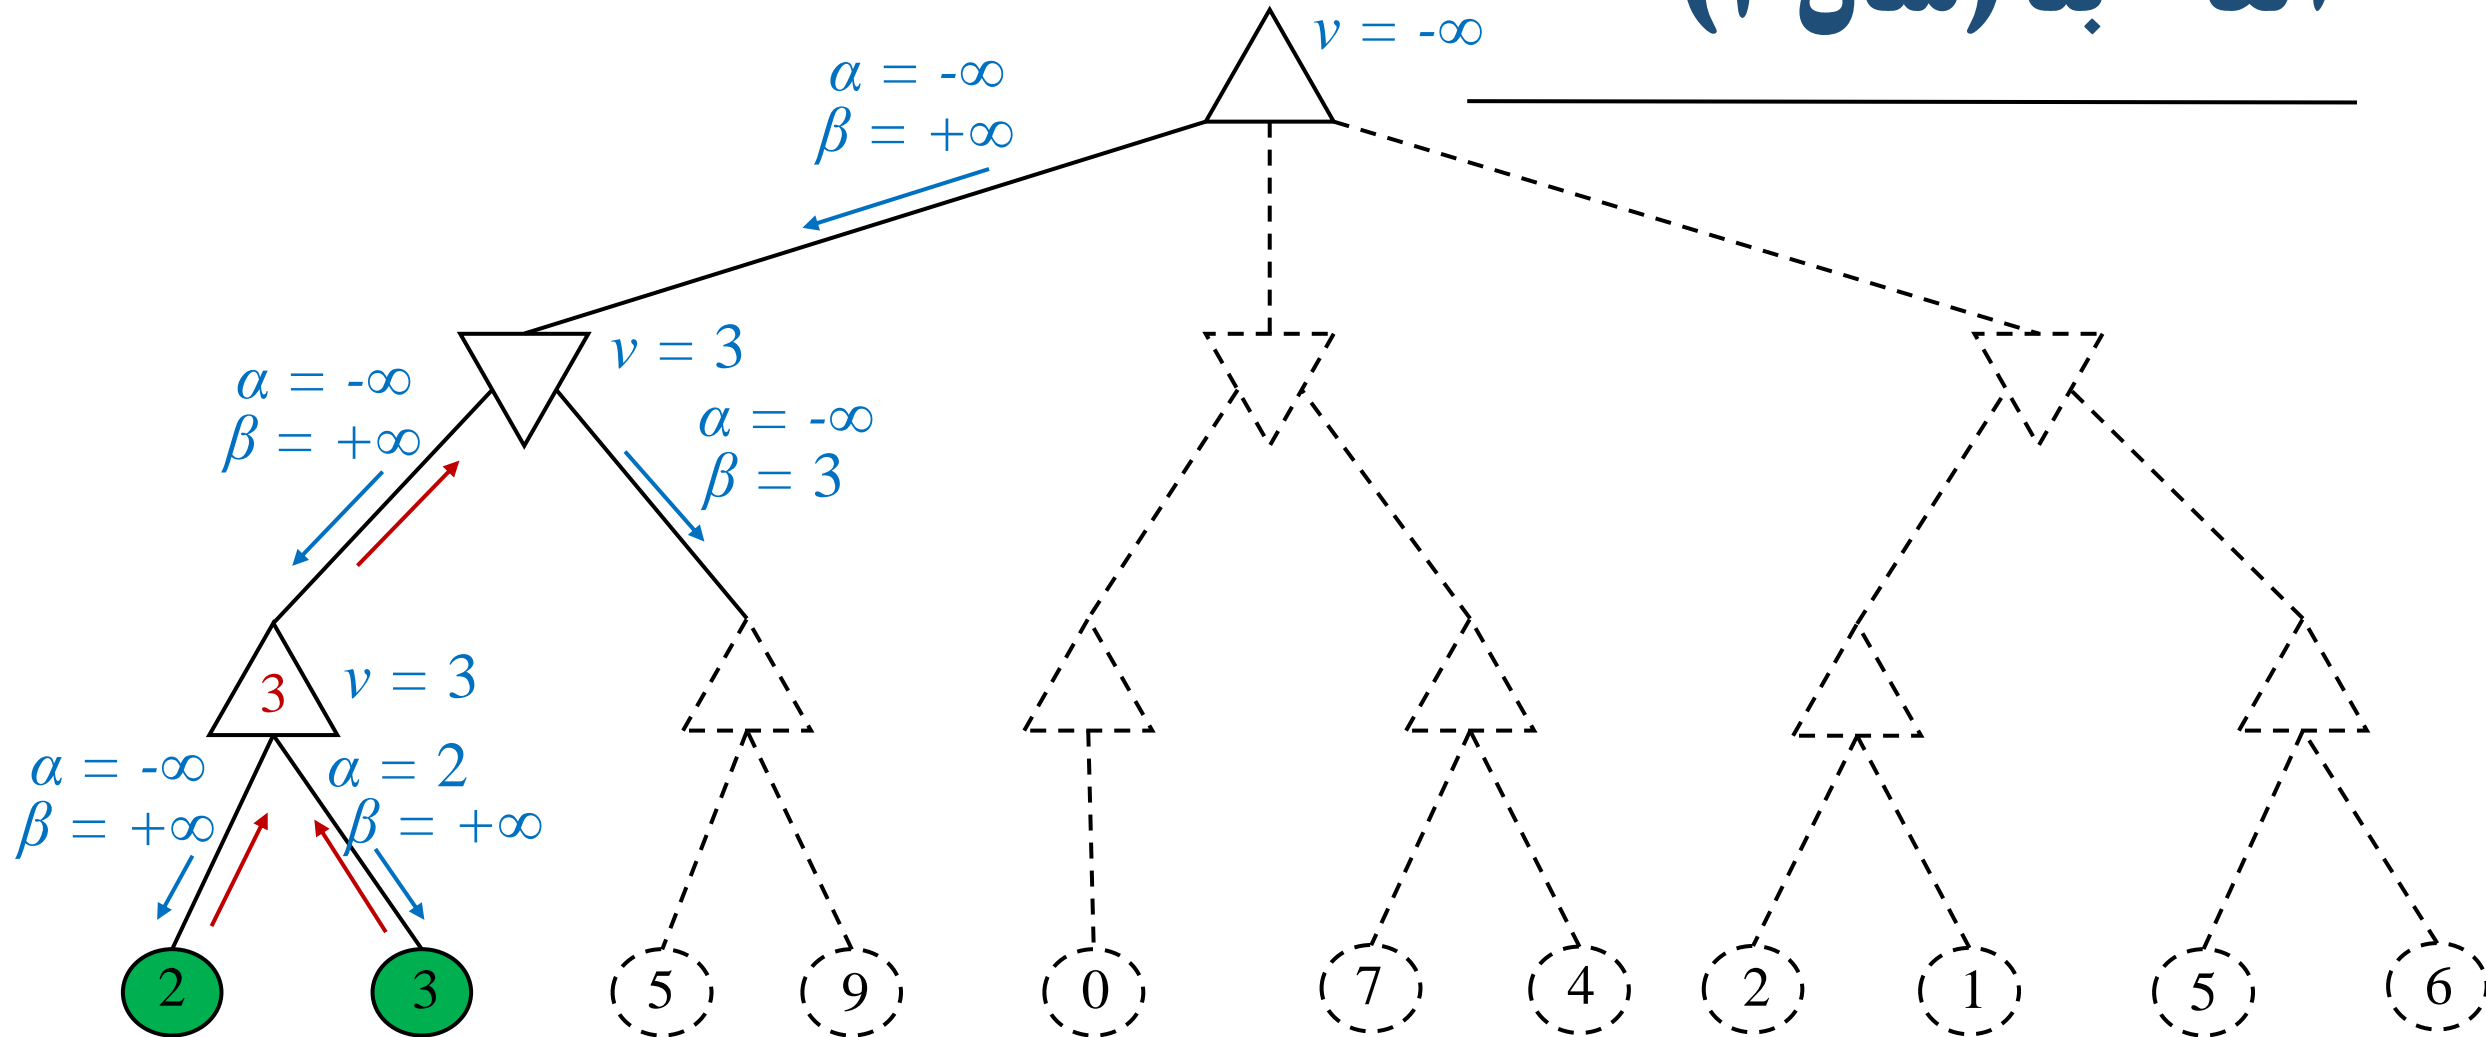 v = -∞
α = -∞
β = +∞
v = 3
α = -∞
β = +∞
α = -∞
β = 3
3
v = 3
α = -∞
β = +∞
α = 2
β = +∞
2
3
5
9
0
7
4
2
1
5
6